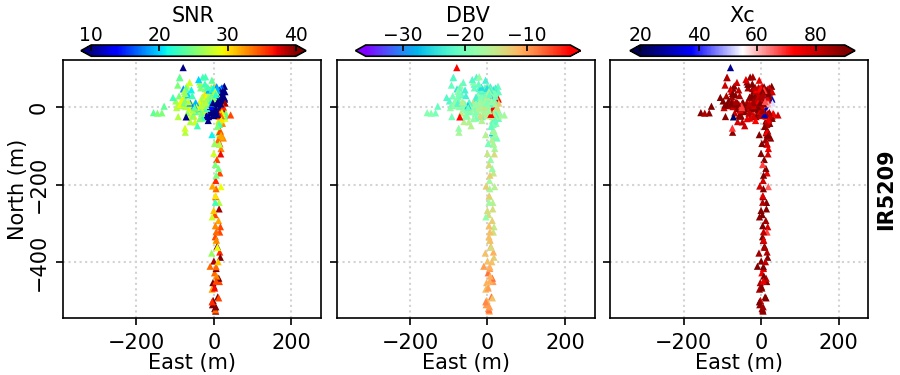 SNR DBV Xc
10 20 30 40 −30 −20 −10 20 40 60 80
North (m)
0
−200
−400
−200 0 200 −200 0 200 −200 0 200
East (m) East (m) East (m)
IR5209